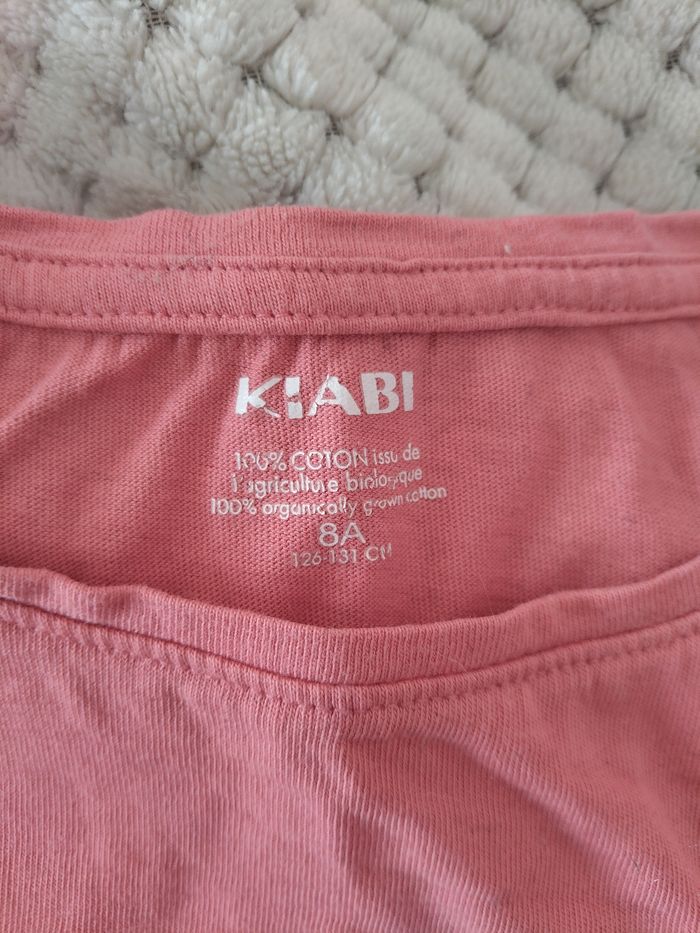 KIABI
100% COTON issu de
l'agriculture biologique
100% organically grown cotton
8A
126-131 CM